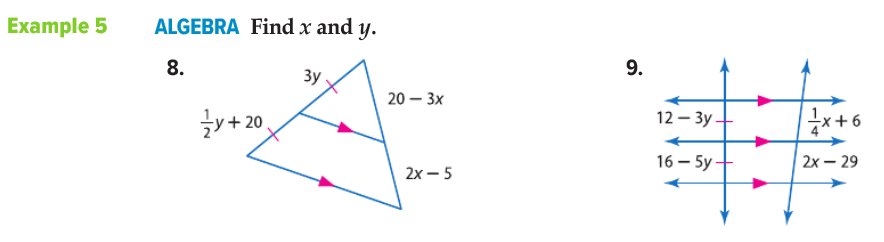 Example 5 ALGEBRA Find x and y.
8.
3y
20 – 3x
½y + 20
2x – 5
9.
12 – 3y
¼x + 6
16 – 5y
2x – 29